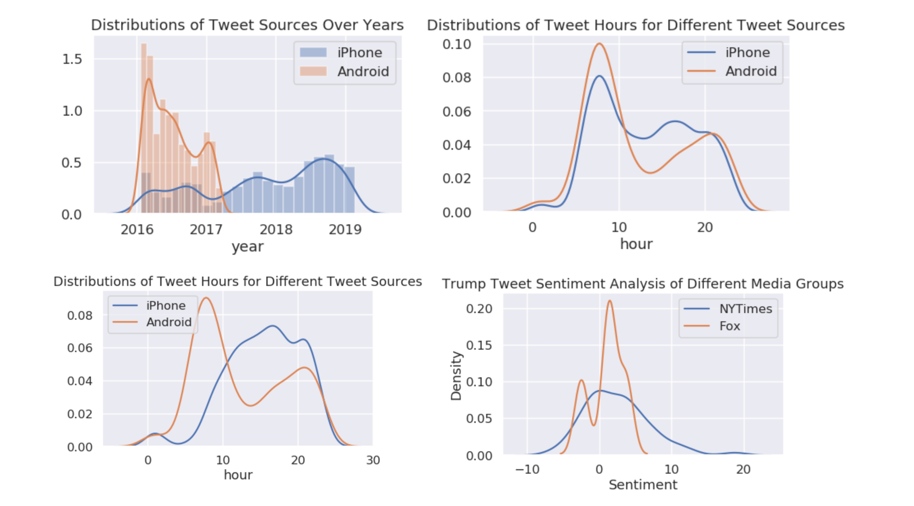 Distributions of Tweet Sources Over Years
iPhone
Android
1.5
1.0
0.5
0.0
2016 2017 2018 2019
year
Distributions of Tweet Hours for Different Tweet Sources
iPhone
Android
0.10
0.08
0.06
0.04
0.02
0.00
0 10 20
hour
Distributions of Tweet Hours for Different Tweet Sources
iPhone
Android
0.08
0.06
0.04
0.02
0.00
0 10 20 30
hour
Trump Tweet Sentiment Analysis of Different Media Groups
NYTimes
Fox
0.20
0.15
0.10
0.05
0.00
Density
−10 0 10 20
Sentiment